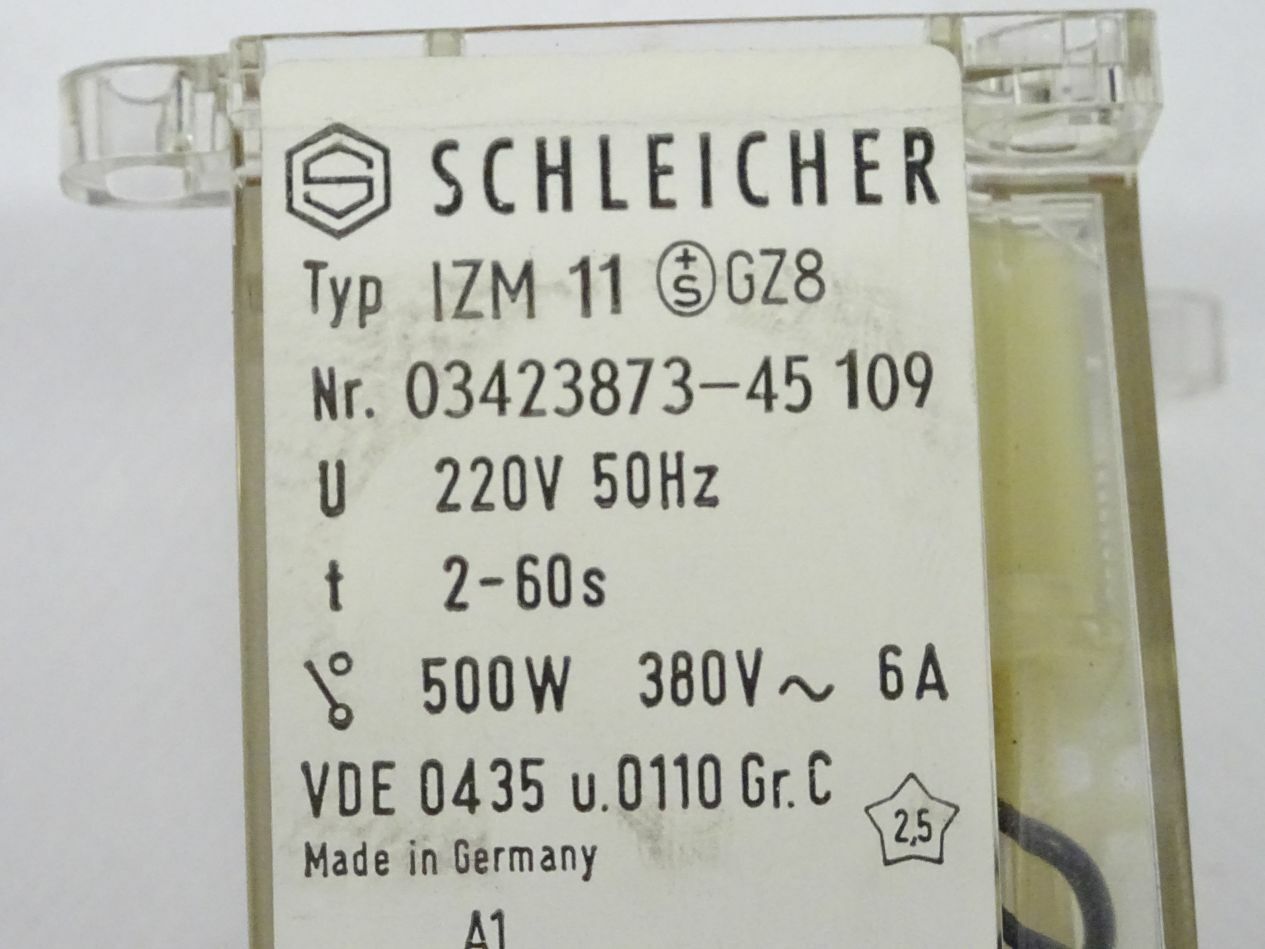 S SCHLEICHER
Typ IZM 11 +S GZ8
Nr. 03423873-45 109
U 220V 50Hz
t 2-60s
500W 380V~ 6A
VDE 0435 u. 0110 Gr. C
2,5
Made in Germany
A1